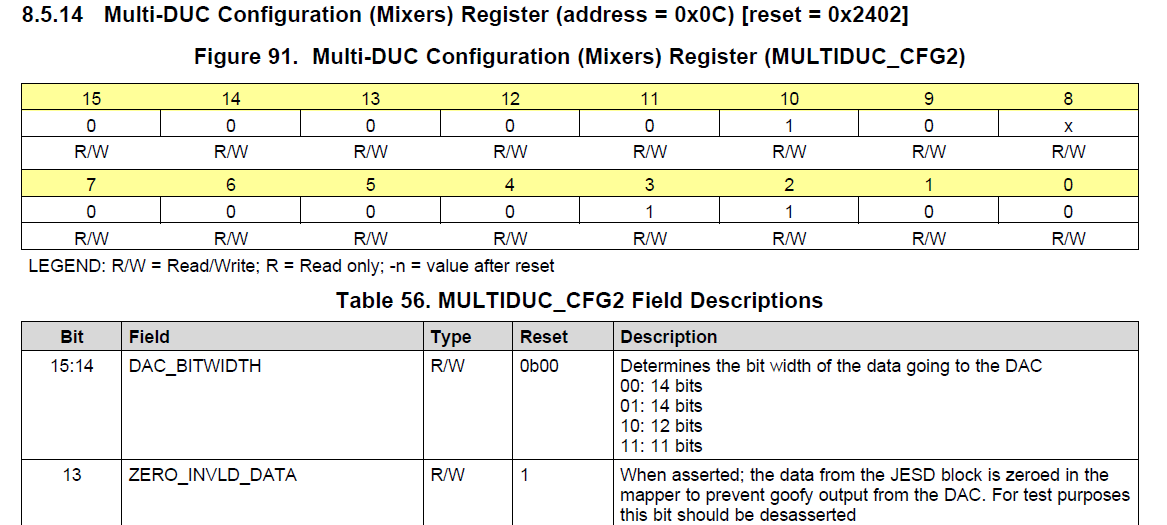 8.5.14 Multi-DUC Configuration (Mixers) Register (address = 0x0C) [reset = 0x2402]
Figure 91. Multi-DUC Configuration (Mixers) Register (MULTIDUC_CFG2)
15 14 13 12 11 10 9 8
0 0 0 0 0 1 0 x
R/W R/W R/W R/W R/W R/W R/W R/W
7 6 5 4 3 2 1 0
0 0 0 0 1 1 0 0
R/W R/W R/W R/W R/W R/W R/W R/W
LEGEND: R/W = Read/Write; R = Read only; -n = value after reset
Table 56. MULTIDUC_CFG2 Field Descriptions
Bit Field Type Reset Description
15:14 DAC_BITWIDTH R/W 0b00 Determines the bit width of the data going to the DAC
00: 14 bits
01: 14 bits
10: 12 bits
11: 11 bits
13 ZERO_INVLD_DATA R/W 1 When asserted; the data from the JESD block is zeroed in the
mapper to prevent goofy output from the DAC. For test purposes
this bit should be desasserted